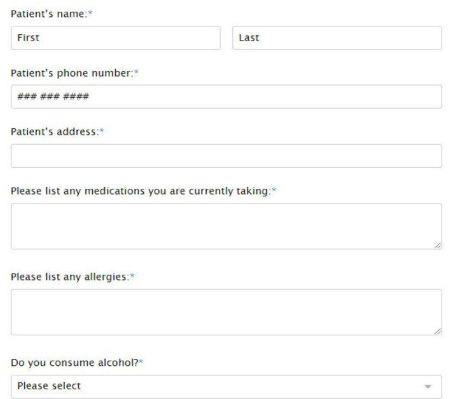 Patient's name:*
First Last
Patient's phone number:*
### ### ####
Patient's address:*
Please list any medications you are currently taking:*
Please list any allergies:*
Do you consume alcohol?*
Please select